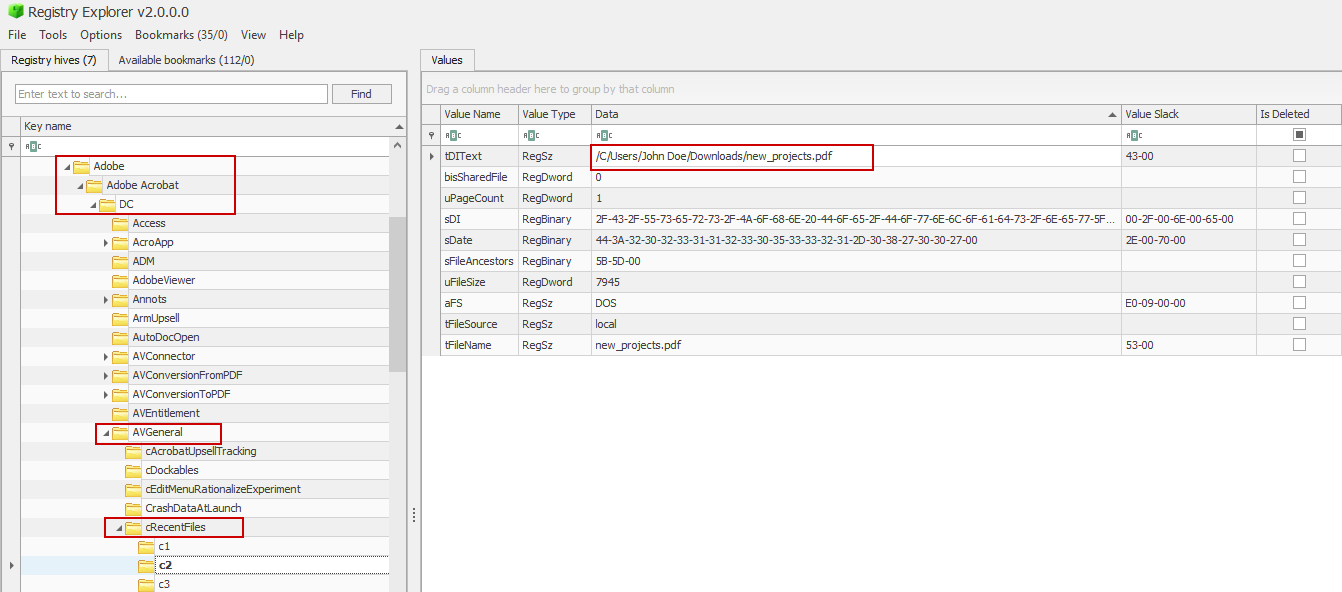 Registry Explorer v2.0.0.0
File Tools Options Bookmarks (35/0) View Help
Registry hives (7) Available bookmarks (112/0)
Enter text to search... Find
Key name
Adobe
Adobe Acrobat
DC
Access
AcroApp
ADM
AdobeViewer
Annots
ArmUpsell
AutoDocOpen
AVConnector
AVConversionFromPDF
AVConversionToPDF
AVEntitlement
AVGeneral
cAcrobatUpsellTracking
cDockables
cEditMenuRationalizeExperiment
CrashDataAtLaunch
cRecentFiles
c1
c2
c3
Values
Drag a column header here to group by that column
Value Name Value Type Data Value Slack Is Deleted
tDIText RegSz /C/Users/John Doe/Downloads/new_projects.pdf 43-00
bisSharedFile RegDword 0
uPageCount RegDword 1
sDI RegBinary 2F-43-2F-55-73-65-72-73-2F-4A-6F-68-6E-20-44-6F-65-2F-44-6F-77-6E-6C-6F-61-64-73-2F-6E-65-77-5F... 00-2F-00-6E-00-65-00
sDate RegBinary 44-3A-32-30-32-33-31-31-32-33-30-35-33-33-32-31-2D-30-38-27-30-30-27-00 2E-00-70-00
sFileAncestors RegBinary 5B-5D-00
uFileSize RegDword 7945
aFS RegSz DOS E0-09-00-00
tFileSource RegSz local
tFileName RegSz new_projects.pdf 53-00